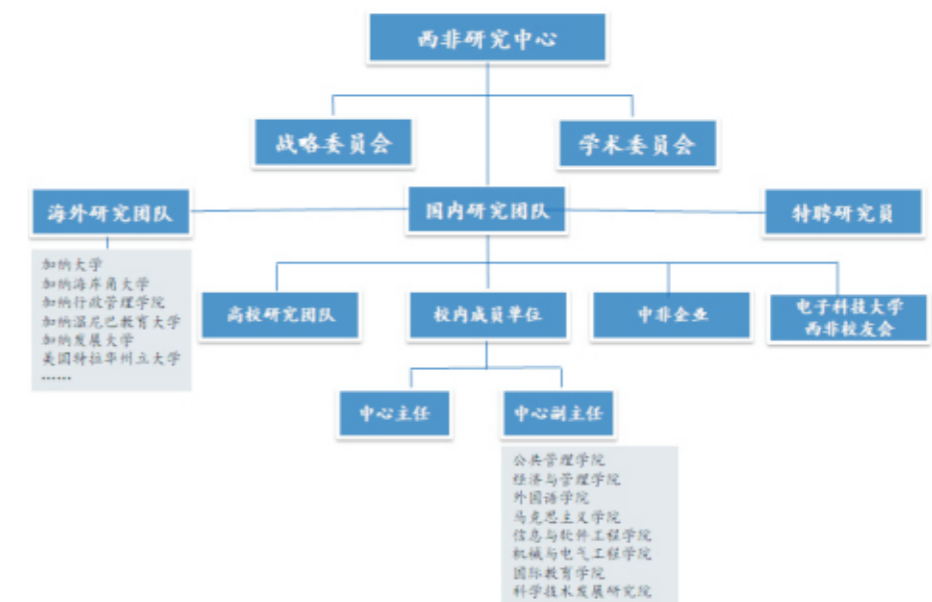 西非研究中心
战略委员会
学术委员会
海外研究团队
国内研究团队
特聘研究员
加纳大学
加纳海岸角大学
加纳行政管理学院
加纳温尼巴教育大学
加纳发展大学
美国特拉华州立大学
......
高校研究团队
校内成员单位
中非企业
电子科技大学
西非校友会
中心主任
中心副主任
公共管理学院
经济与管理学院
外国语学院
马克思主义学院
信息与软件工程学院
机械与电气工程学院
国际教育学院
科学技术发展研究院